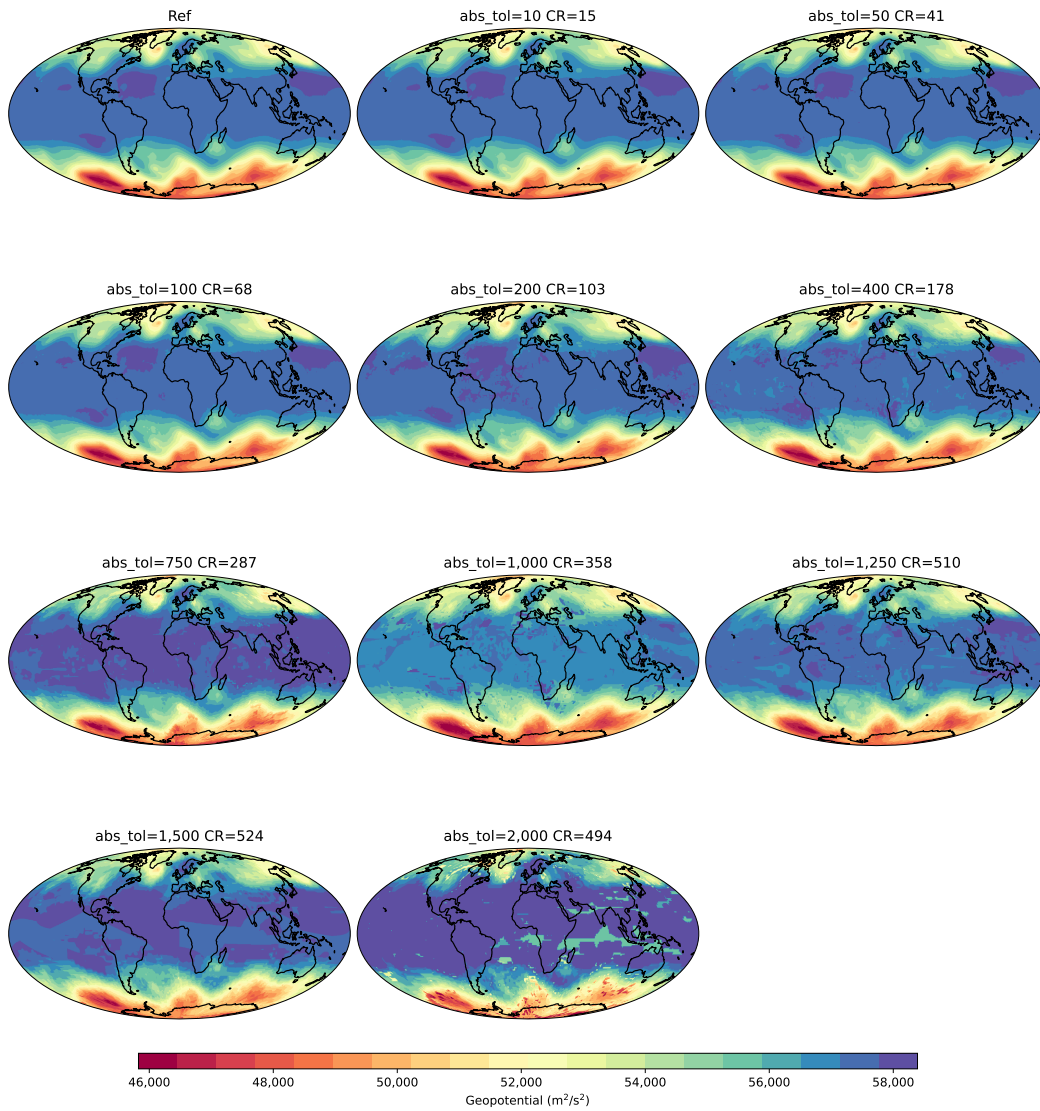 Ref
abs_tol=10 CR=15
abs_tol=50 CR=41
abs_tol=100 CR=68
abs_tol=200 CR=103
abs_tol=400 CR=178
abs_tol=750 CR=287
abs_tol=1,000 CR=358
abs_tol=1,250 CR=510
abs_tol=1,500 CR=524
abs_tol=2,000 CR=494
46,000 48,000 50,000 52,000 54,000 56,000 58,000
Geopotential (m²/s²)